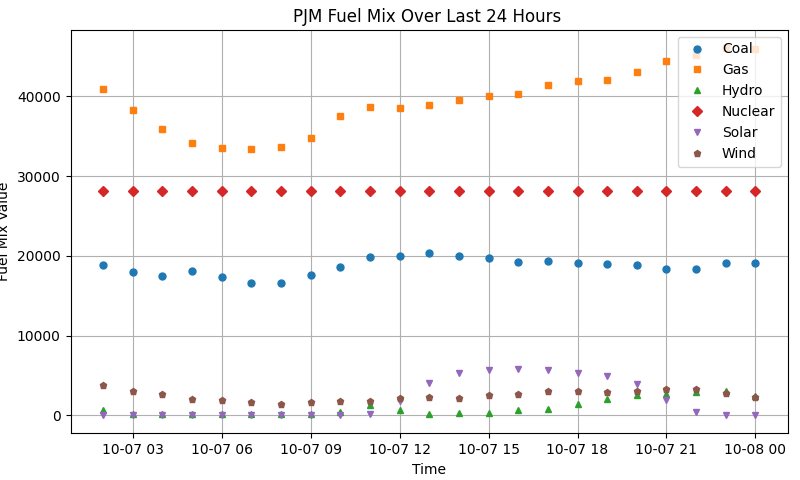 PJM Fuel Mix Over Last 24 Hours
Coal
Gas
Hydro
Nuclear
Solar
Wind
Fuel Mix Value
40000
30000
20000
10000
0
10-07 03 10-07 06 10-07 09 10-07 12 10-07 15 10-07 18 10-07 21 10-08 00
Time